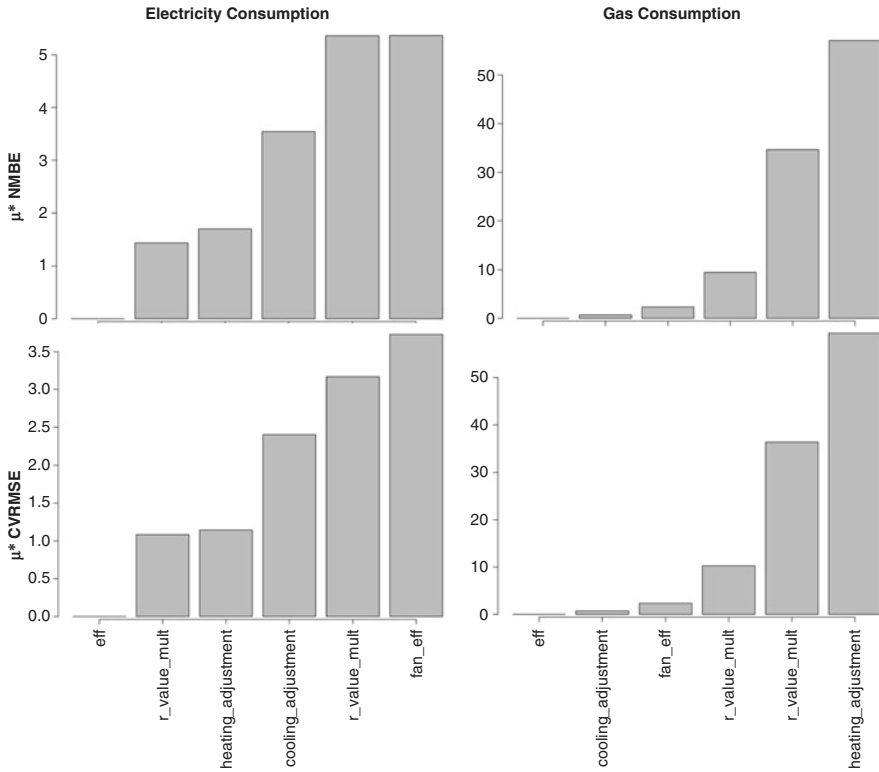 Electricity Consumption
Gas Consumption
μ* NMBE
5
4
3
2
1
0
50
40
30
20
10
0
μ* CVRMSE
3.5
3.0
2.5
2.0
1.5
1.0
0.5
0.0
50
40
30
20
10
0
eff
r_value_mult
heating_adjustment
cooling_adjustment
r_value_mult
fan_eff
eff
cooling_adjustment
fan_eff
r_value_mult
r_value_mult
heating_adjustment